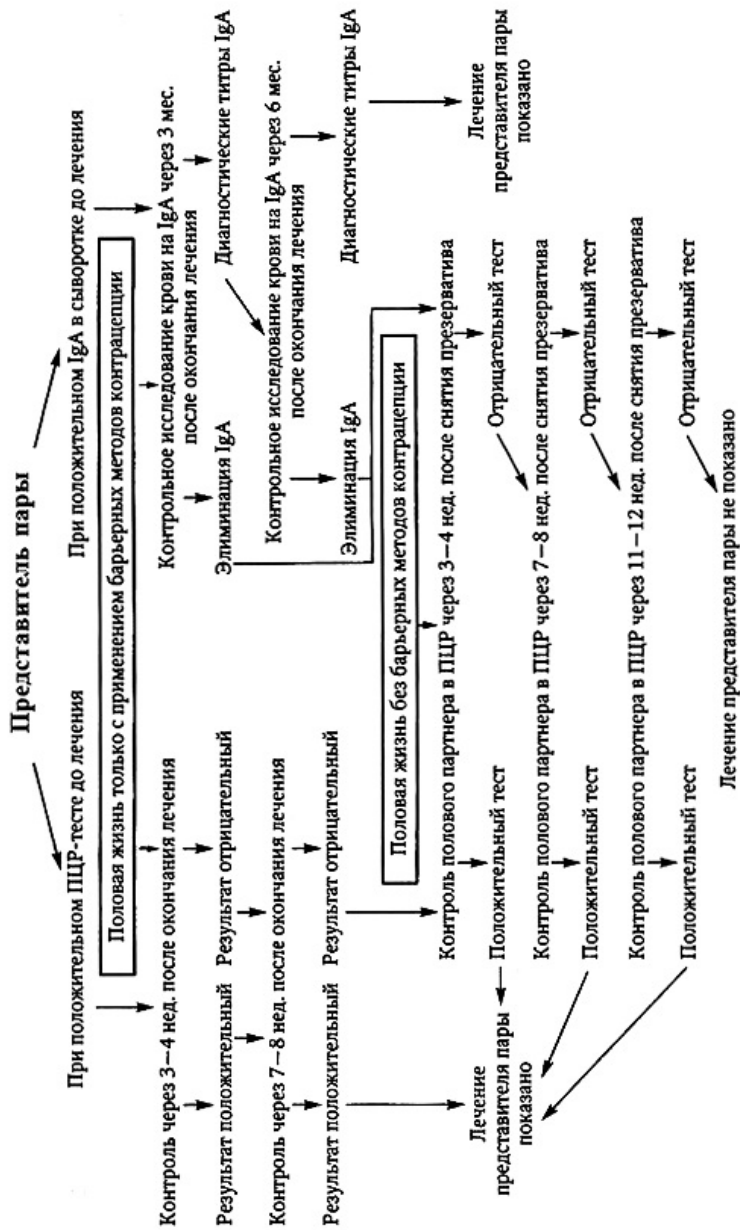 Представитель пары
При положительном ПЦР-тесте до лечения
При положительном IgA в сыворотке до лечения
Половая жизнь только с применением барьерных методов контрацепции
Контроль через 3—4 нед. после окончания лечения
Контрольное исследование крови на IgA через 3 мес.
после окончания лечения
Результат положительный
Результат отрицательный
Элиминация IgA
Диагностические титры IgA
Контроль через 7—8 нед. после окончания лечения
Контрольное исследование крови на IgA через 6 мес.
после окончания лечения
Результат положительный
Результат отрицательный
Элиминация IgA
Диагностические титры IgA
Половая жизнь без барьерных методов контрацепции
Контроль полового партнера в ПЦР через 3—4 нед. после снятия презерватива
Лечение
представителя пары
показано
Положительный тест
Отрицательный тест
Лечение
представителя пары
показано
Контроль полового партнера в ПЦР через 7—8 нед. после снятия презерватива
Положительный тест
Отрицательный тест
Контроль полового партнера в ПЦР через 11—12 нед. после снятия презерватива
Положительный тест
Отрицательный тест
Лечение представителя пары не показано